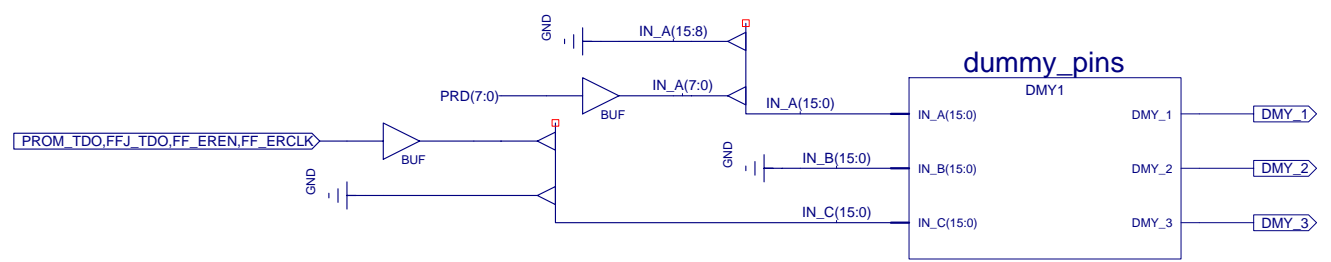 GND
IN_A(15:8)
dummy_pins
DMY1
PRD(7:0)
BUF
IN_A(7:0)
IN_A(15:0)
IN_A(15:0)
DMY_1
DMY_1
PROM_TDO,FFJ_TDO,FF_EREN,FF_ERCLK
BUF
GND
IN_B(15:0)
IN_B(15:0)
DMY_2
DMY_2
GND
IN_C(15:0)
IN_C(15:0)
DMY_3
DMY_3